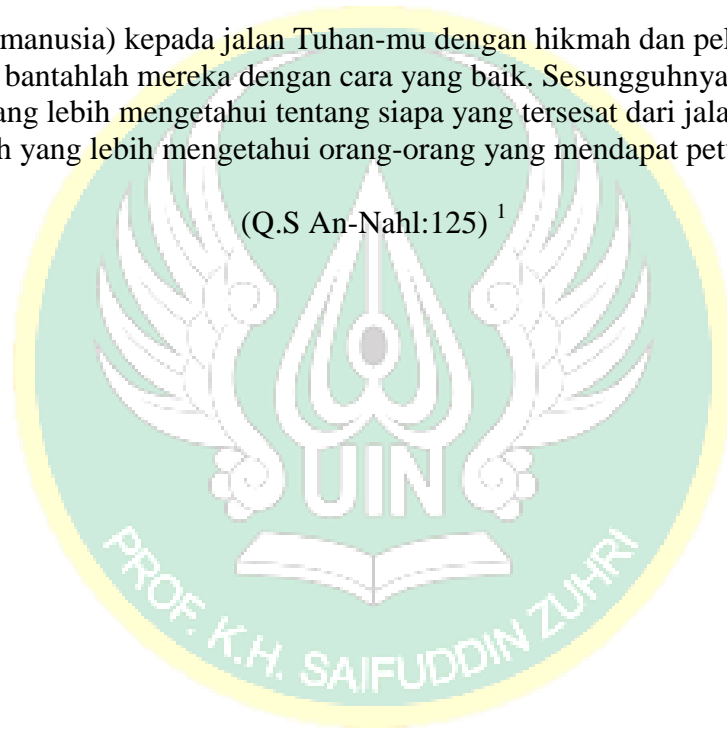 manusia) kepada jalan Tuhan-mu dengan hikmah dan pel
bantahlah mereka dengan cara yang baik. Sesungguhnya
ang lebih mengetahui tentang siapa yang tersesat dari jala
h yang lebih mengetahui orang-orang yang mendapat pet
(Q.S An-Nahl:125) 1
UIN
PROF. K.H. SAIFUDDIN ZUHRI